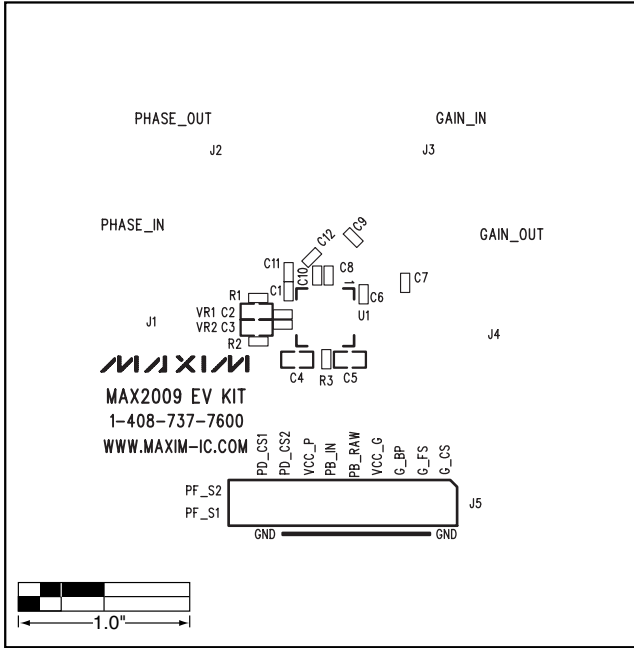 PHASE_OUT
GAIN_IN
J2
J3
PHASE_IN
GAIN_OUT
C9
C12
C11
C10
C8
C7
C1
C6
R1
VR1 C2
U1
VR2 C3
J1
J4
R2
MAXIM
C4
R3
C5
MAX2009 EV KIT
1-408-737-7600
WWW.MAXIM-IC.COM
PD_CS1
PD_CS2
VCC_P
PB_IN
PB_RAW
VCC_G
G_BP
G_FS
G_CS
PF_S2
PF_S1
J5
GND
GND
1.0"